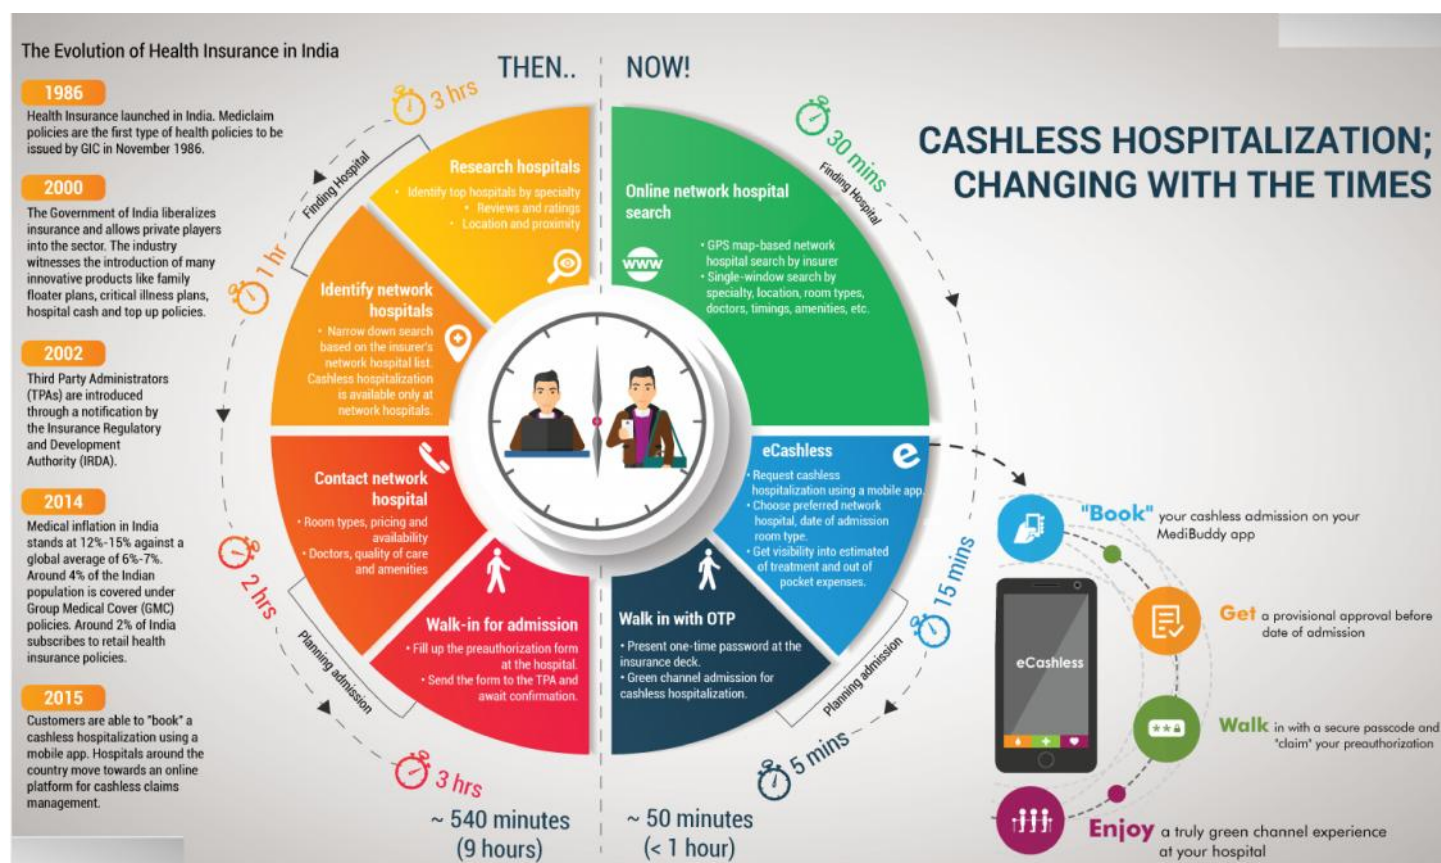 The Evolution of Health Insurance in India
1986
Health Insurance launched in India. Mediclaim
policies are the first type of health policies to be
issued by GIC in November 1986.
2000
The Government of India liberalizes
insurance and allows private players
into the sector. The industry
witnesses the introduction of many
innovative products like family
floater plans, critical illness plans,
hospital cash and top up policies.
2002
Third Party Administrators
(TPAs) are introduced
through a notification by
the Insurance Regulatory
and Development
Authority (IRDA).
2014
Medical inflation in India
stands at 12%-15% against a
global average of 6%-7%.
Around 4% of the Indian
population is covered under
Group Medical Cover (GMC)
policies. Around 2% of India
subscribes to retail health
insurance policies.
2015
Customers are able to "book" a
cashless hospitalization using a
mobile app. Hospitals around the
country move towards an online
platform for cashless claims
management.
THEN..
3 hrs
Finding Hospital
Research hospitals
• Identify top hospitals by specialty
• Reviews and ratings
• Location and proximity
1 hr
Identify network
hospitals
• Narrow down search
based on the insurer's
network hospital list.
Cashless hospitalization
is available only at
network hospitals.
Contact network
hospital
• Room types, pricing and
availability
• Doctors, quality of care
and amenities
2 hrs
Planning admission
Walk-in for admission
• Fill up the preauthorization form
at the hospital.
• Send the form to the TPA and
await confirmation.
3 hrs
~ 540 minutes
(9 hours)
NOW!
30 mins
Finding Hospital
Online network hospital
search
www
• GPS map-based network
hospital search by insurer
• Single-window search by
specialty, location, room types,
doctors, timings, amenities, etc.
eCashless
e
• Request cashless
hospitalization using a mobile app.
• Choose preferred network
hospital, date of admission
room type.
• Get visibility into estimated
of treatment and out of
pocket expenses.
15 mins
Planning admission
Walk in with OTP
• Present one-time password at the
insurance deck.
• Green channel admission for
cashless hospitalization.
5 mins
~ 50 minutes
(< 1 hour)
CASHLESS HOSPITALIZATION;
CHANGING WITH THE TIMES
"Book" your cashless admission on your
MediBuddy app
Get a provisional approval before
date of admission
eCashless
Walk in with a secure passcode and
"claim" your preauthorization
Enjoy a truly green channel experience
at your hospital